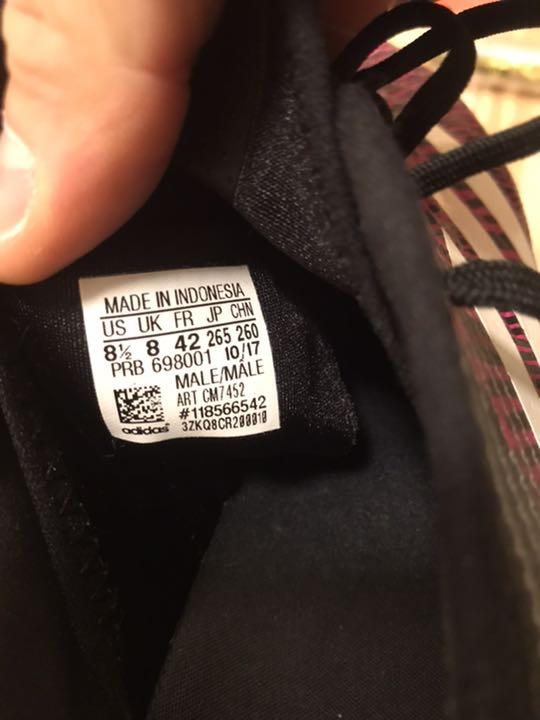 MADE IN INDONESIA
US UK FR JP CHN
8½ 8 42 265 260
PRB 698001 10/17
MALE/MÂLE
ART CM7452
#118566542
adidas 3ZKQ8CR200010